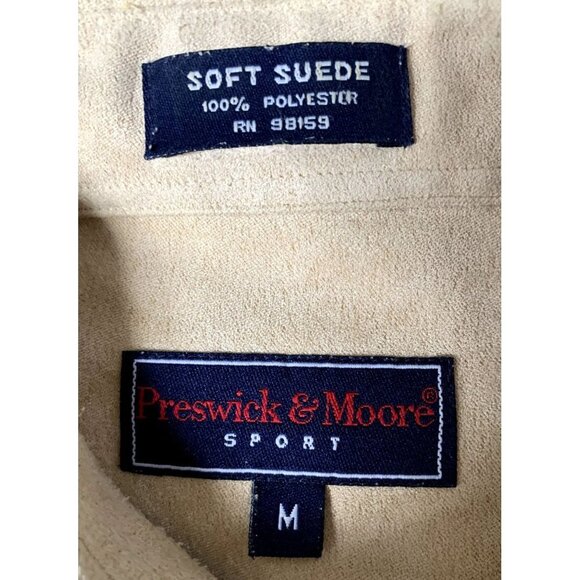 SOFT SUEDE
100% POLYESTER
RN 98159
Preswick & Moore®
SPORT
M